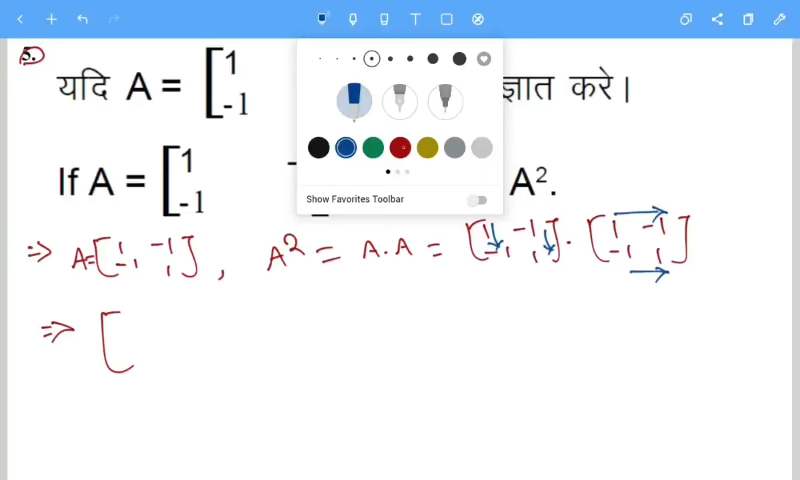 5.
यदि A = [1
-1
ज्ञात करे।
Show Favorites Toolbar
If A = [1 -
-1
A².
⇒ A = [1 -1
-1 1], A² = A.A = [1 -1
-1 1] . [1 -1
-1 1]
⇒ [